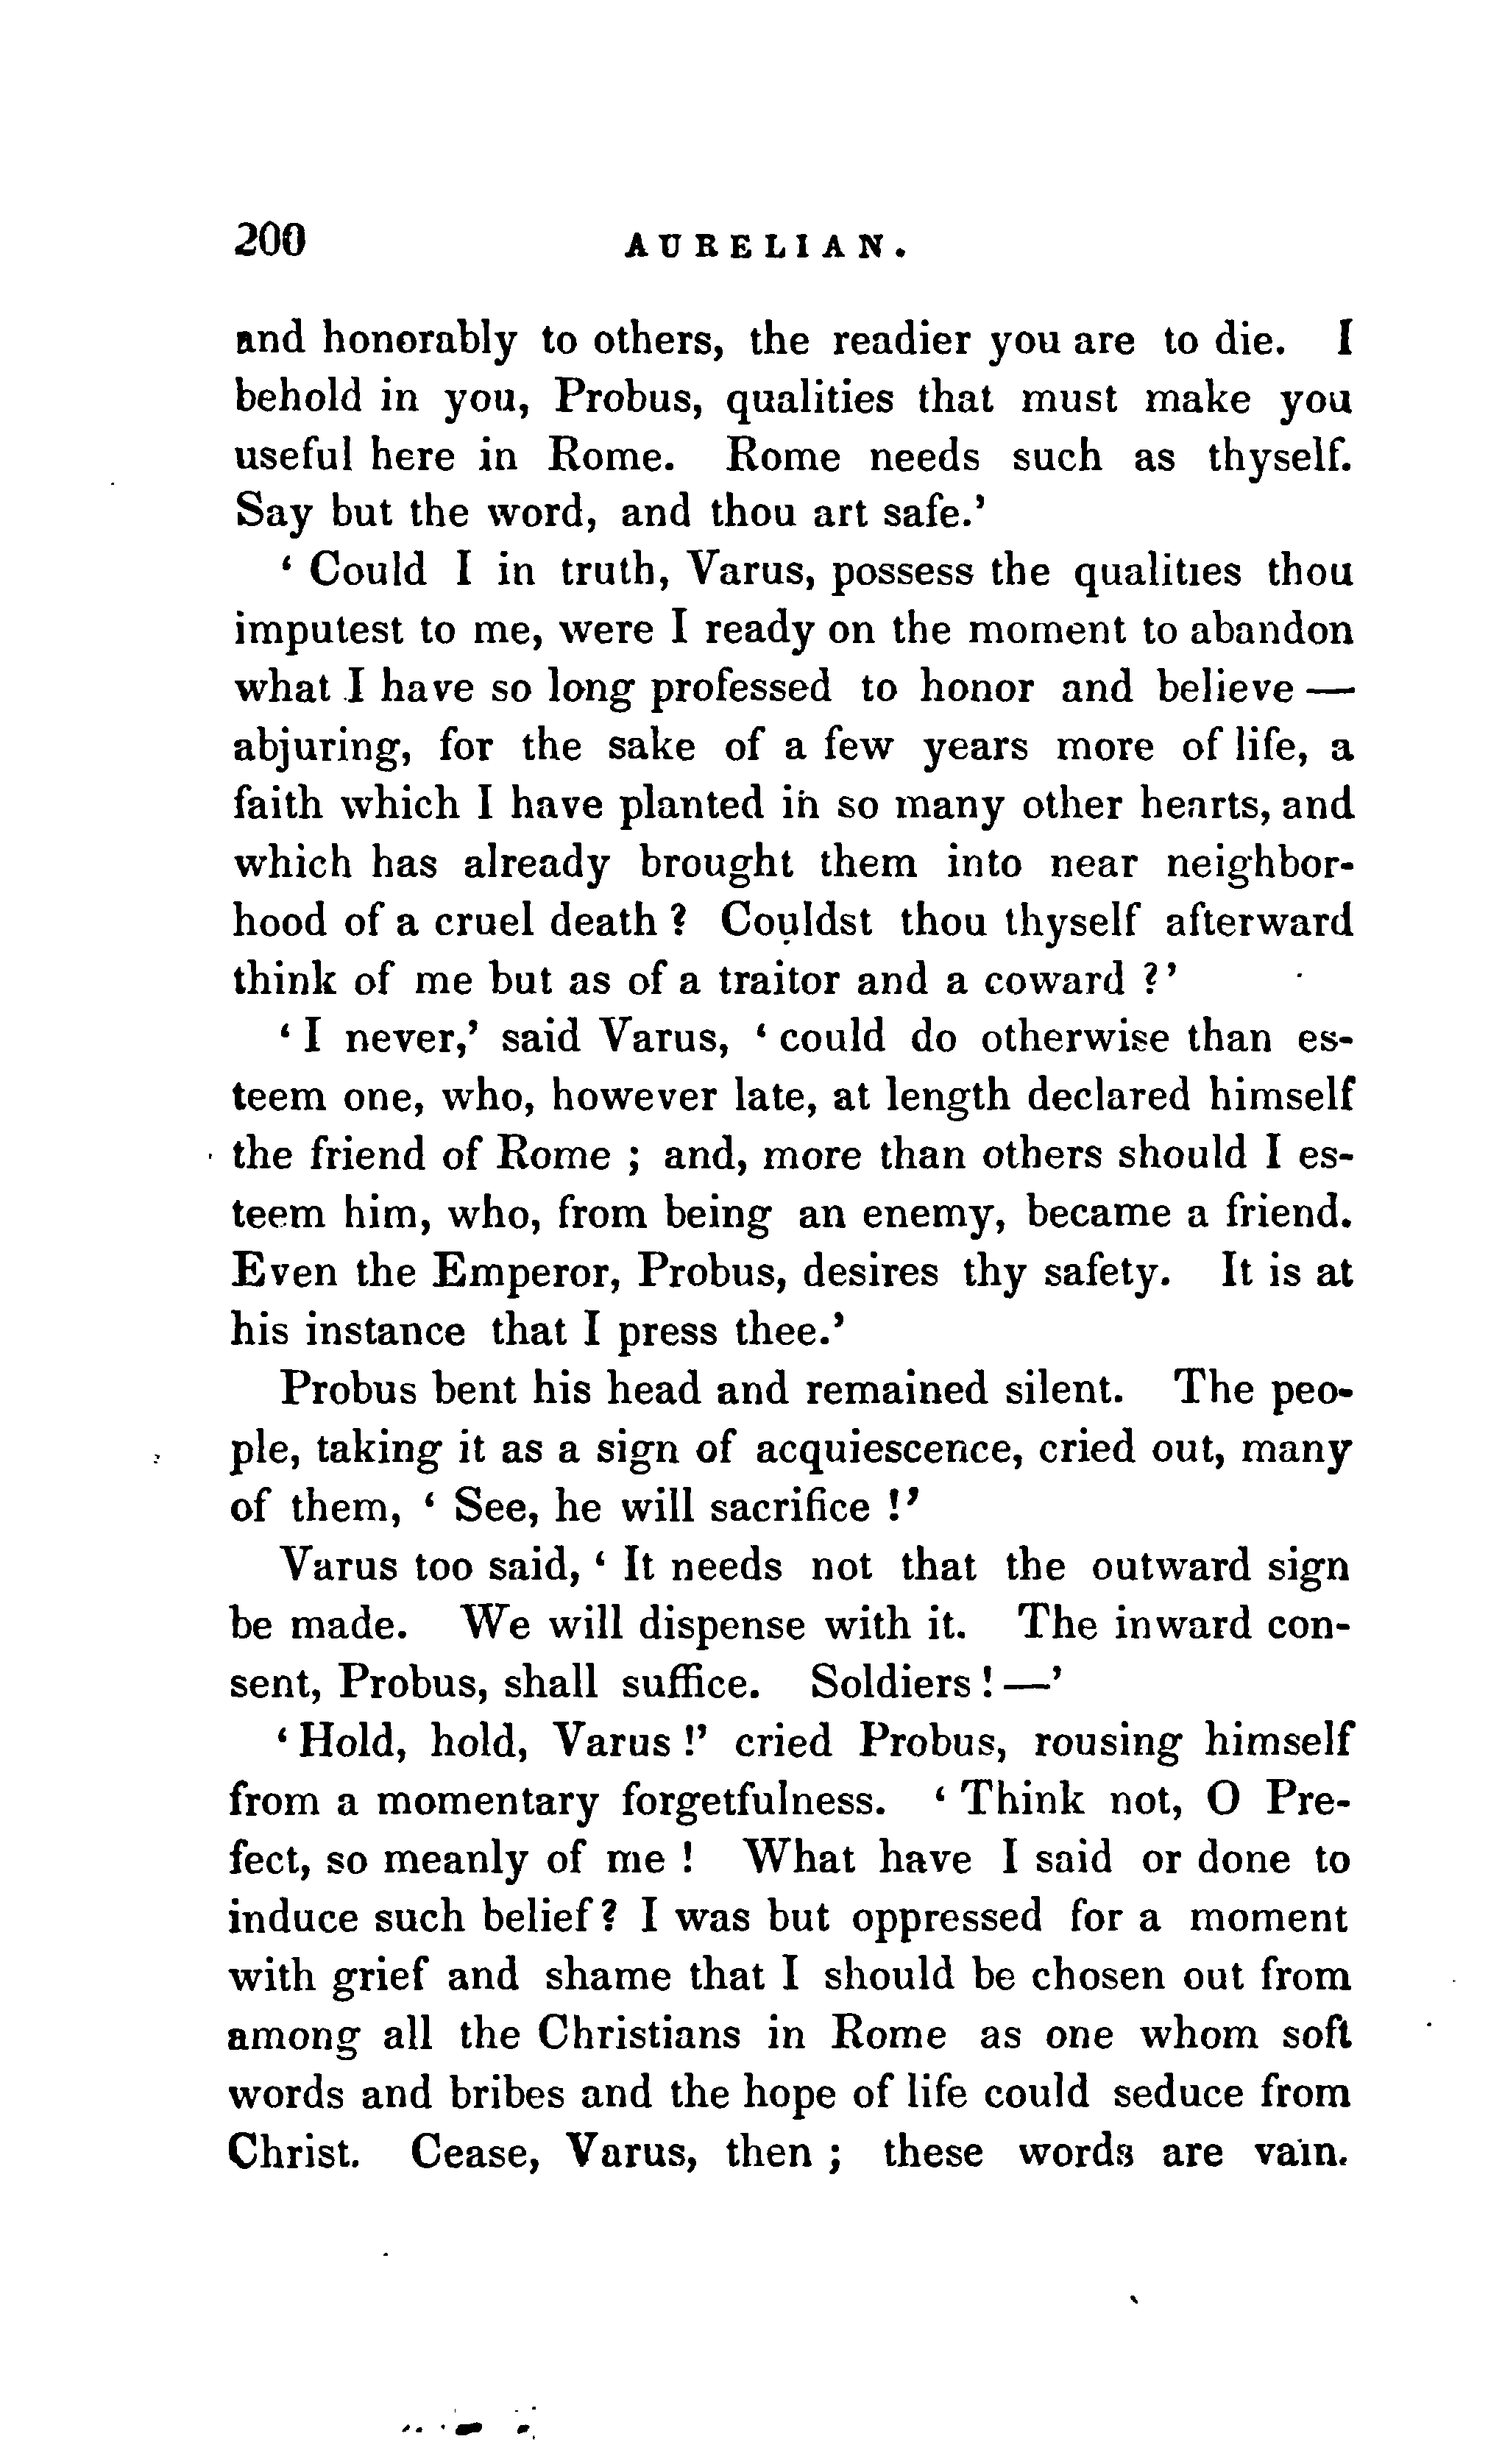 200 AURELIAN.
and honorably to others, the readier you are to die. I
behold in you, Probus, qualities that must make you
useful here in Rome. Rome needs such as thyself.
Say but the word, and thou art safe.’
‘ Could I in truth, Varus, possess the qualities thou
imputest to me, were I ready on the moment to abandon
what I have so long professed to honor and believe —
abjuring, for the sake of a few years more of life, a
faith which I have planted in so many other hearts, and
which has already brought them into near neighbor-
hood of a cruel death ? Couldst thou thyself afterward
think of me but as of a traitor and a coward ?’
‘ I never,’ said Varus, ‘ could do otherwise than es-
teem one, who, however late, at length declared himself
the friend of Rome ; and, more than others should I es-
teem him, who, from being an enemy, became a friend.
Even the Emperor, Probus, desires thy safety. It is at
his instance that I press thee.’
Probus bent his head and remained silent. The peo-
ple, taking it as a sign of acquiescence, cried out, many
of them, ‘ See, he will sacrifice !’
Varus too said, ‘ It needs not that the outward sign
be made. We will dispense with it. The inward con-
sent, Probus, shall suffice. Soldiers ! —’
‘ Hold, hold, Varus !’ cried Probus, rousing himself
from a momentary forgetfulness. ‘ Think not, O Pre-
fect, so meanly of me ! What have I said or done to
induce such belief ? I was but oppressed for a moment
with grief and shame that I should be chosen out from
among all the Christians in Rome as one whom soft
words and bribes and the hope of life could seduce from
Christ. Cease, Varus, then ; these words are vain.